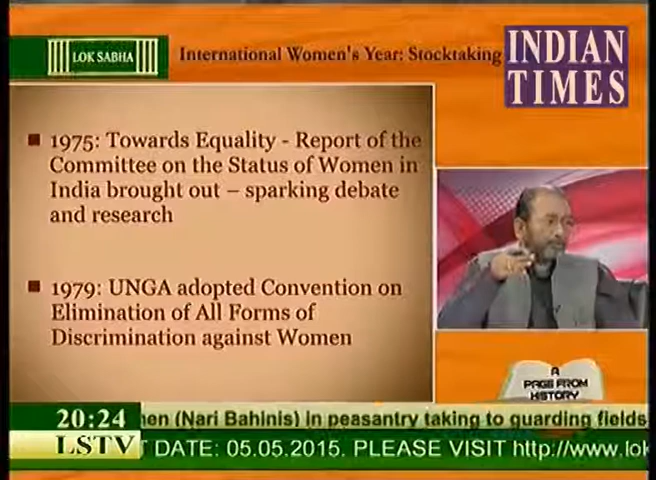 LOK SABHA
International Women's Year: Stocktaking
INDIAN
TIMES
1975: Towards Equality - Report of the
Committee on the Status of Women in
India brought out – sparking debate
and research
1979: UNGA adopted Convention on
Elimination of All Forms of
Discrimination against Women
A
PAGE FROM
HISTORY
20:24
(Nari Bahinis) in peasantry taking to guarding fields
LSTV
DATE: 05.05.2015. PLEASE VISIT http://www.lok